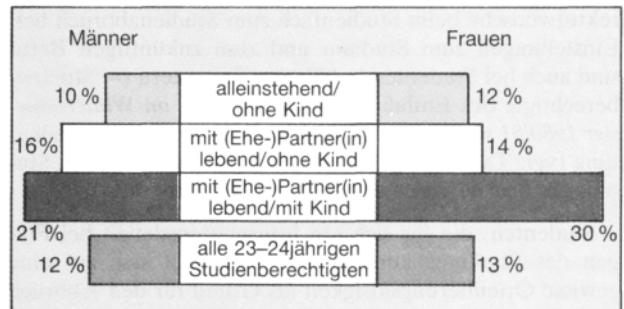 Männer Frauen
10 % alleinstehend/ 12 %
ohne Kind
16% mit (Ehe-)Partner(in) 14 %
lebend/ohne Kind
mit (Ehe-)Partner(in)
lebend/mit Kind
21 % 30 %
12 % alle 23–24jährigen 13 %
Studienberechtigten